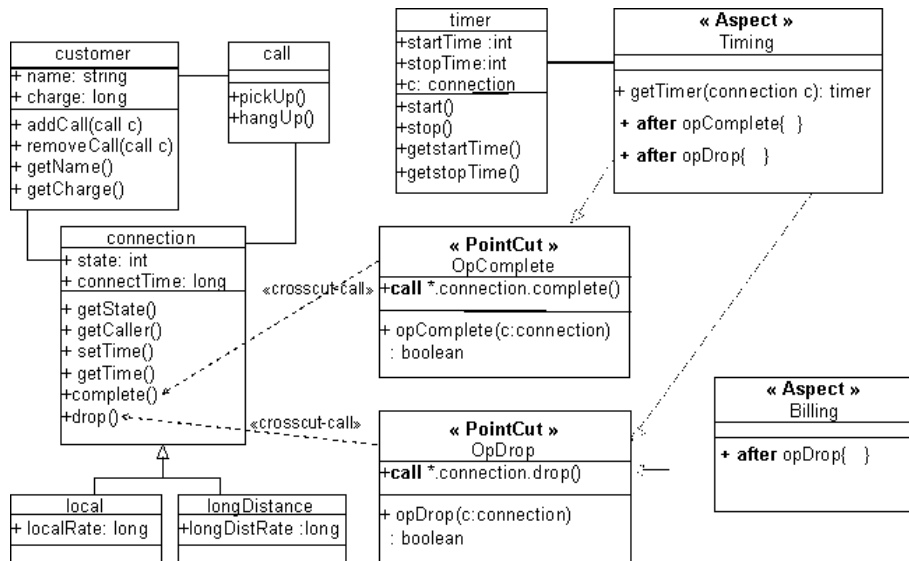 customer
+ name: string
+ charge: long
+ addCall(call c)
+ removeCall(call c)
+ getName()
+ getCharge()
call
+pickUp()
+hangUp()
timer
+startTime :int
+stopTime:int
+c: connection
+start()
+stop()
+getstartTime()
+getstopTime()
« Aspect »
Timing
+ getTimer(connection c): timer
+ after opComplete{ }
+ after opDrop{ }
connection
+ state: int
+ connectTime: long
+ getState()
+ getCaller()
+ setTime()
+ getTime()
+complete()
+drop()
«crosscut-call»
«crosscut-call»
« PointCut »
OpComplete
+call *.connection.complete()
+ opComplete(c:connection)
: boolean
« PointCut »
OpDrop
+call *.connection.drop()
+ opDrop(c:connection)
: boolean
« Aspect »
Billing
+ after opDrop{ }
local
+ localRate: long
longDistance
+longDistRate :long